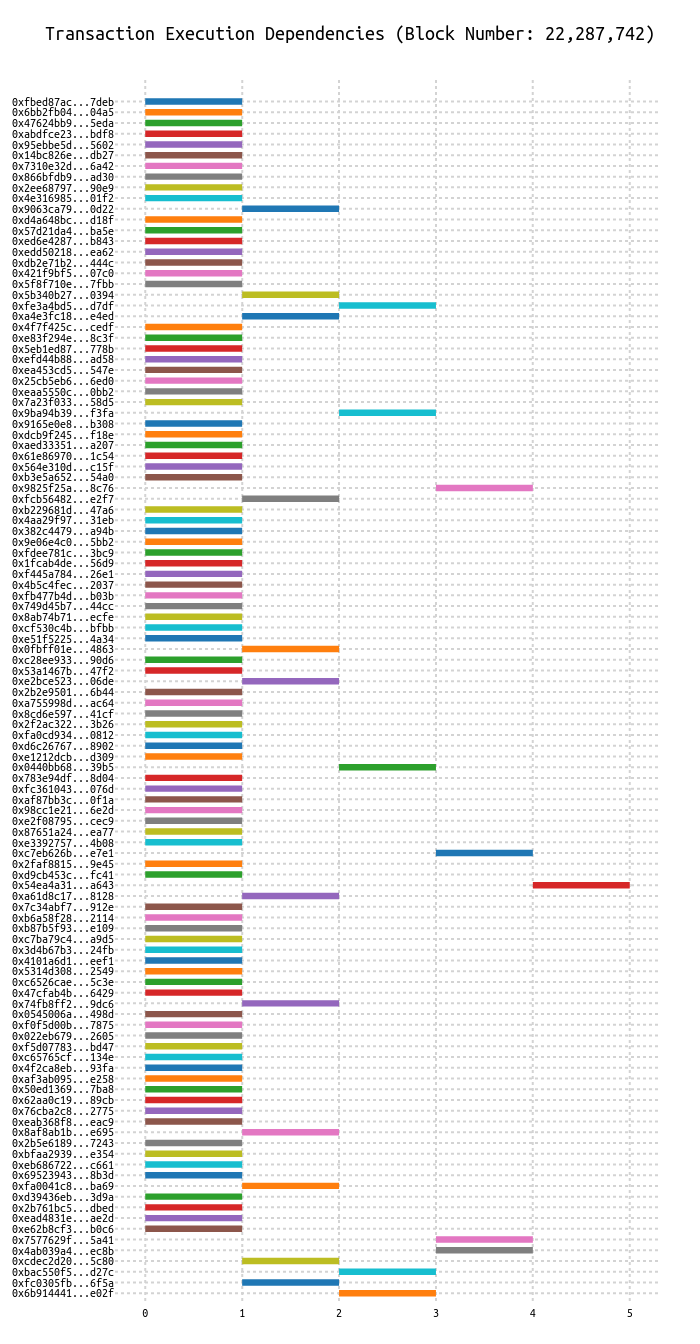 Transaction Execution Dependencies (Block Number: 22,287,742)
0xfbed87ac...7deb
0x6bb2fb04...04a5
0x47624bb9...5eda
0xabdfce23...bdf8
0x95ebbe5d...5602
0x14bc826e...db27
0x7310e32d...6a42
0x866bfdb9...ad30
0x2ee68797...90e9
0x4e316985...01f2
0x9063ca79...0d22
0xd4a648bc...d18f
0x57d21da4...ba5e
0xed6e4287...b843
0xedd50218...ea62
0xdb2e71b2...444c
0x421f9bf5...07c0
0x5f8f710e...7fbb
0x5b340b27...0394
0xfe3a4bd5...d7df
0xa4e3fc18...e4ed
0x4f7f425c...cedf
0xe83f294e...8c3f
0x5eb1ed87...778b
0xefd44b88...ad58
0xea453cd5...547e
0x25cb5eb6...6ed0
0xeaa5550c...0bb2
0x7a23f033...58d5
0x9ba94b39...f3fa
0x9165e0e8...b308
0xdcb9f245...f18e
0xaed33351...a207
0x61e86970...1c54
0x564e310d...c15f
0xb3e5a652...54a0
0x9825f25a...8c76
0xfcb56482...e2f7
0xb229681d...47a6
0x4aa29f97...31eb
0x382c4479...a94b
0x9e06e4c0...5bb2
0xfdee781c...3bc9
0x1fcab4de...56d9
0xf445a784...26e1
0x4b5c4fec...2037
0xfb477b4d...b03b
0x749d45b7...44cc
0x8ab74b71...ecfe
0xcf530c4b...bfbb
0xe51f5225...4a34
0x0fbff01e...4863
0xc28ee933...90d6
0x53a1467b...47f2
0xe2bce523...06de
0x2b2e9501...6b44
0xa755998d...ac64
0x8cd6e597...41cf
0x2f2ac322...3b26
0xfa0cd934...0812
0xd6c26767...8902
0xe1212dcb...d309
0x0440bb68...39b5
0x783e94df...8d04
0xfc361043...076d
0xaf87bb3c...0f1a
0x98cc1e21...6e2d
0xe2f08795...cec9
0x87651a24...ea77
0xe3392757...4b08
0xc7eb626b...e7e1
0x2faf8815...9e45
0xd9cb453c...fc41
0x54ea4a31...a643
0xa61d8c17...8128
0x7c34abf7...912e
0xb6a58f28...2114
0xb87b5f93...e109
0xc7ba79c4...a9d5
0x3d4b67b3...24fb
0x4101a6d1...eef1
0x5314d308...2549
0xc6526cae...5c3e
0x47cfab4b...6429
0x74fb8ff2...9dc6
0x0545006a...498d
0xf0f5d00b...7875
0x022eb679...2605
0xf5d07783...bd47
0xc65765cf...134e
0x4f2ca8eb...93fa
0xaf3ab095...e258
0x50ed1369...7ba8
0x62aa0c19...89cb
0x76cba2c8...2775
0xeab368f8...eac9
0x8af8ab1b...e695
0x2b5e6189...7243
0xbfaa2939...e354
0xeb686722...c661
0x69523943...8b3d
0xfa0041c8...ba69
0xd39436eb...3d9a
0x2b761bc5...dbed
0xead4831e...ae2d
0xe62b8cf3...b0c6
0x7577629f...5a41
0x4ab039a4...ec8b
0xcdec2d20...5c80
0xbac550f5...d27c
0xfc0305fb...6f5a
0x6b914441...e02f
0 1 2 3 4 5